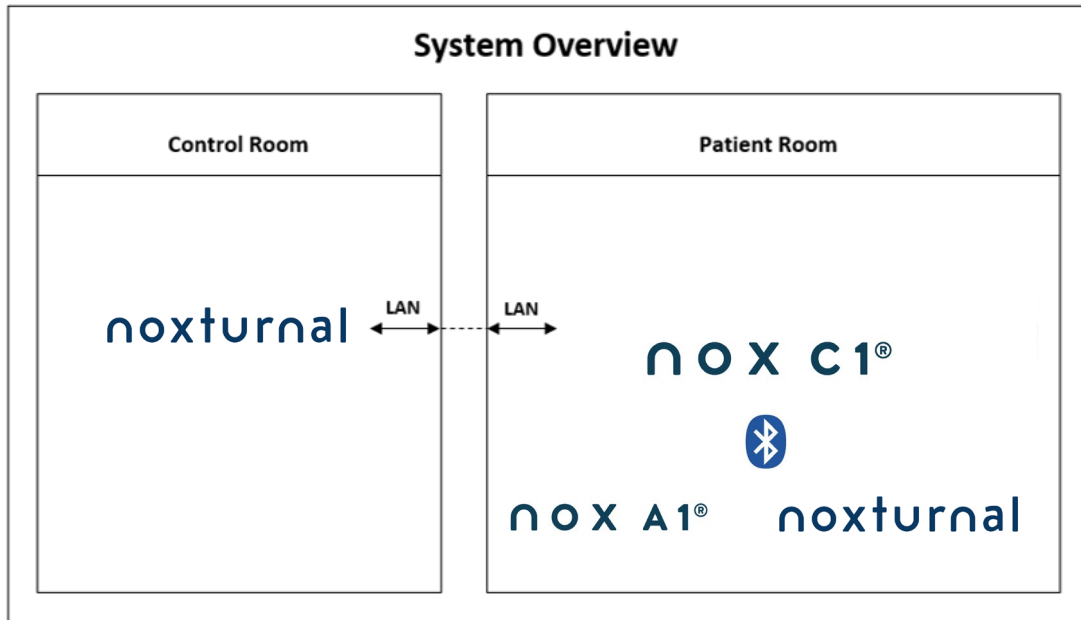 System Overview
Control Room
Patient Room
noxturnal
LAN
LAN
nox C1®
nox A1®
noxturnal